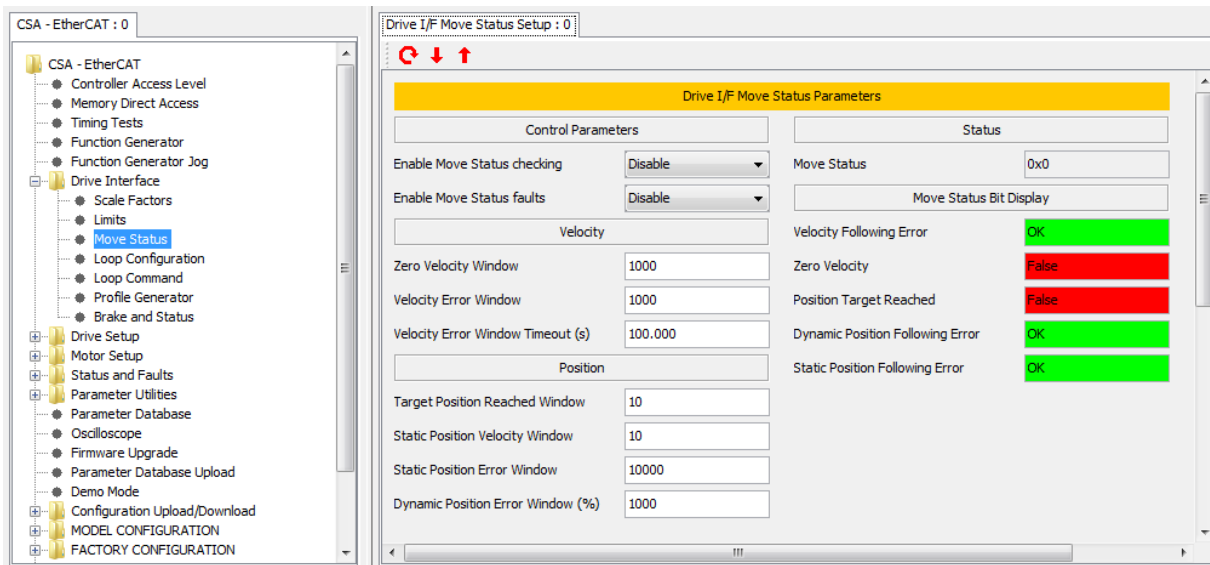 CSA - EtherCAT : 0
CSA - EtherCAT
Controller Access Level
Memory Direct Access
Timing Tests
Function Generator
Function Generator Jog
Drive Interface
Scale Factors
Limits
Move Status
Loop Configuration
Loop Command
Profile Generator
Brake and Status
Drive Setup
Motor Setup
Status and Faults
Parameter Utilities
Parameter Database
Oscilloscope
Firmware Upgrade
Parameter Database Upload
Demo Mode
Configuration Upload/Download
MODEL CONFIGURATION
FACTORY CONFIGURATION
Drive I/F Move Status Setup : 0
Drive I/F Move Status Parameters
Control Parameters
Enable Move Status checking Disable
Enable Move Status faults Disable
Velocity
Zero Velocity Window 1000
Velocity Error Window 1000
Velocity Error Window Timeout (s) 100.000
Position
Target Position Reached Window 10
Static Position Velocity Window 10
Static Position Error Window 10000
Dynamic Position Error Window (%) 1000
Status
Move Status 0x0
Move Status Bit Display
Velocity Following Error OK
Zero Velocity False
Position Target Reached False
Dynamic Position Following Error OK
Static Position Following Error OK